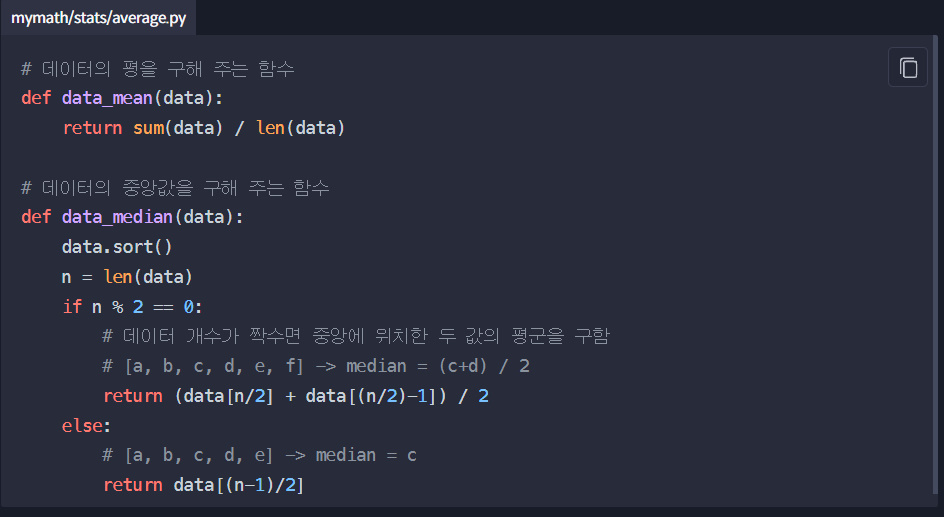 mymath/stats/average.py
# 데이터의 평을 구해 주는 함수
def data_mean(data):
    return sum(data) / len(data)
# 데이터의 중앙값을 구해 주는 함수
def data_median(data):
    data.sort()
    n = len(data)
    if n % 2 == 0:
        # 데이터 개수가 짝수면 중앙에 위치한 두 값의 평군을 구함
        # [a, b, c, d, e, f] -> median = (c+d) / 2
        return (data[n/2] + data[(n/2)-1]) / 2
    else:
        # [a, b, c, d, e] -> median = c
        return data[(n-1)/2]